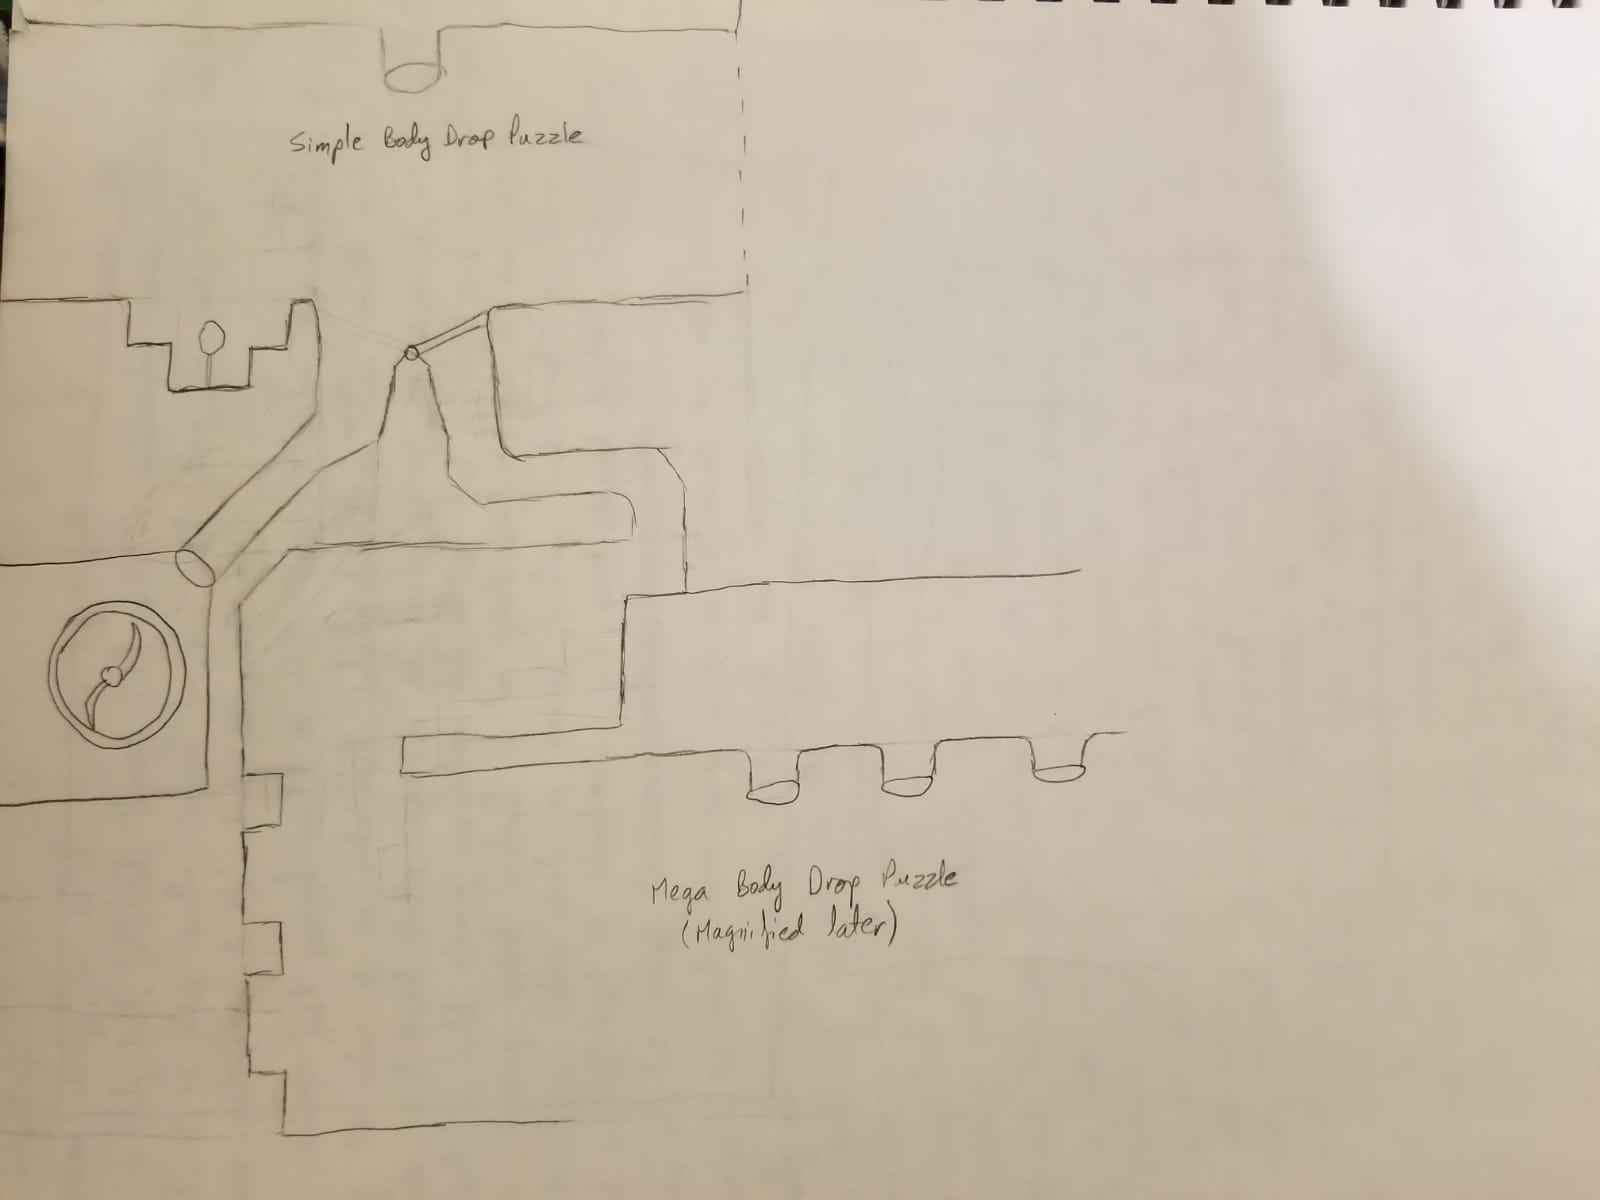 Simple Body Drop Puzzle
Mega Body Drop Puzzle
(Magnified later)